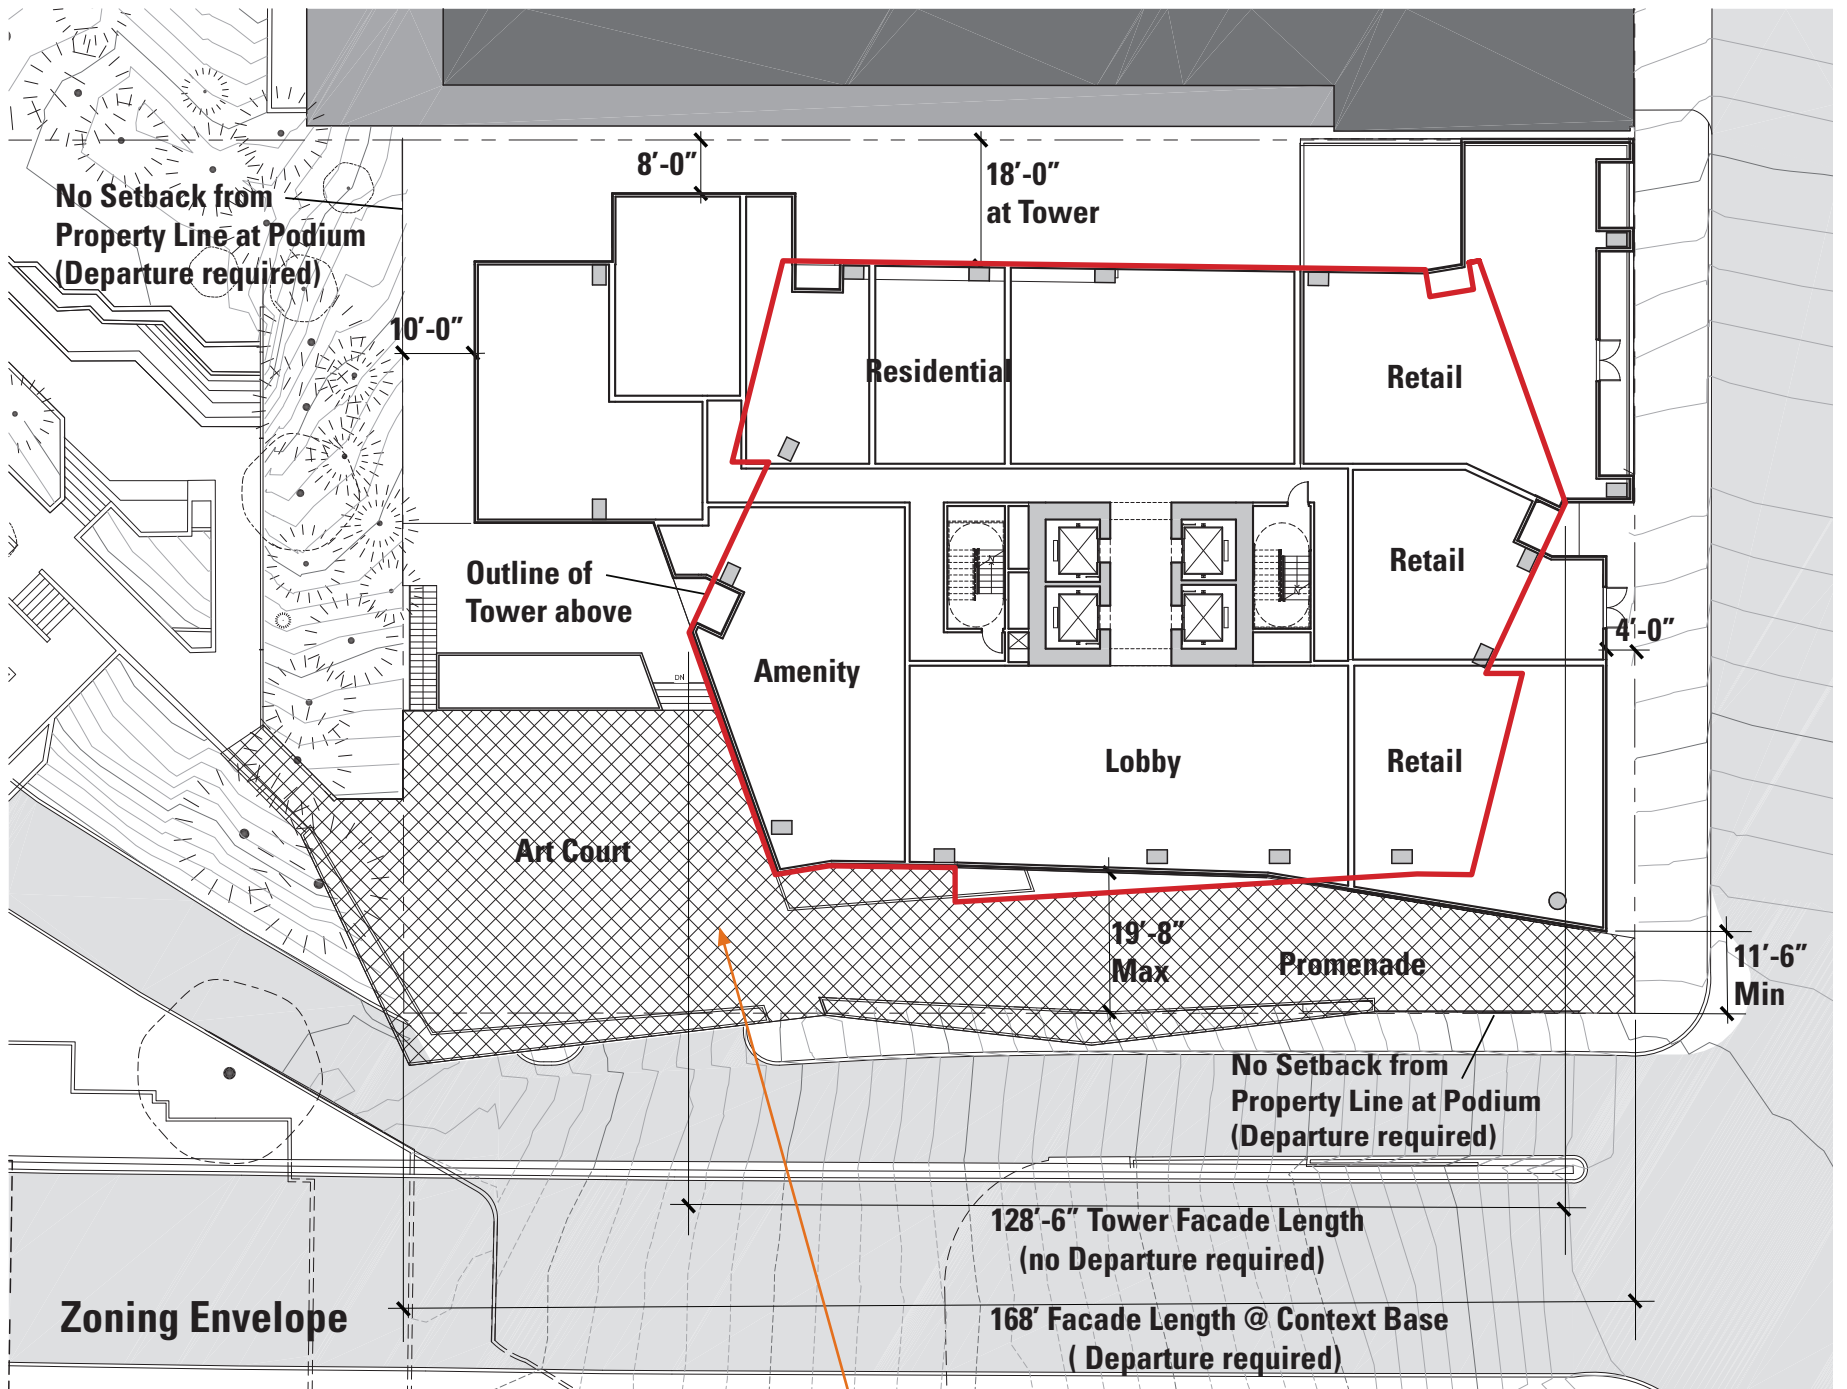 8’-0”
18’-0”
at Tower
No Setback from
Property Line at Podium
(Departure required)
10’-0”
Residential
Retail
Outline of
Tower above
Retail
4’-0”
Amenity
DN
Lobby
Retail
Art Court
19’-8”
Max
Promenade
11’-6”
Min
No Setback from
Property Line at Podium
(Departure required)
128’-6” Tower Facade Length
(no Departure required)
Zoning Envelope
168’ Facade Length @ Context Base
( Departure required)